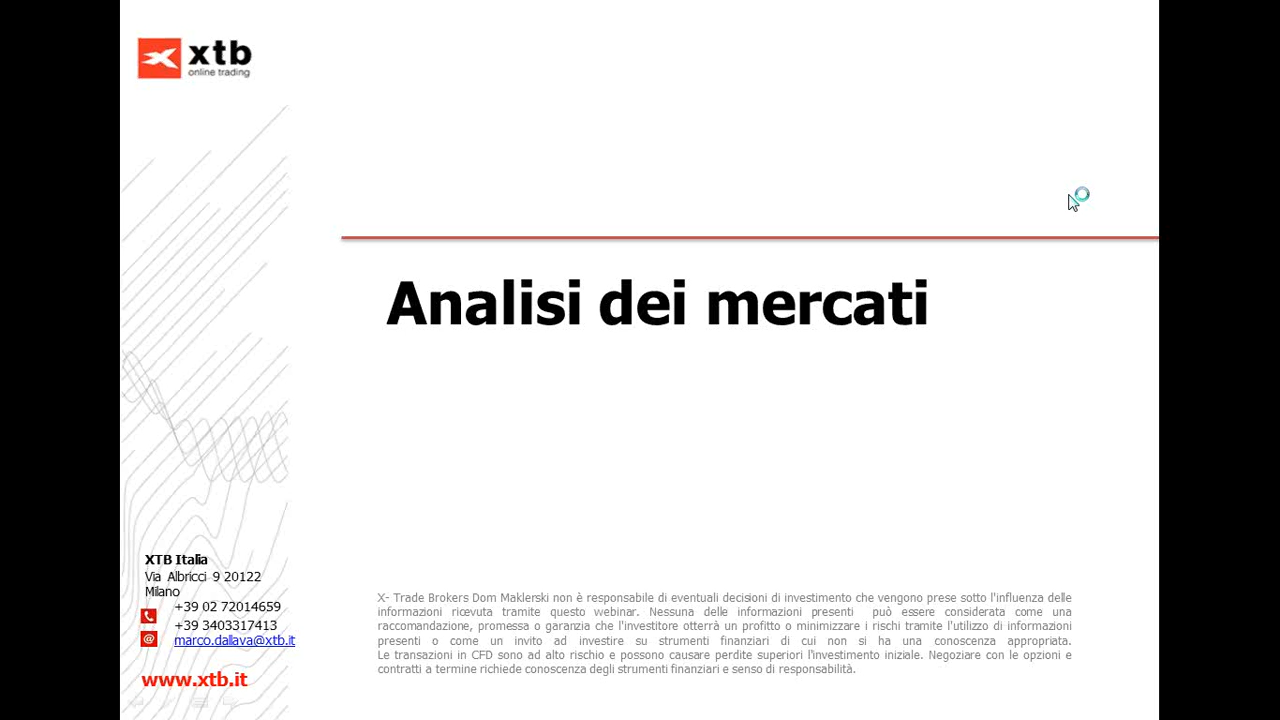 xtb
online trading
Analisi dei mercati
XTB Italia
Via Albricci 9 20122
Milano
+39 02 72014659
+39 3403317413
marco.dallava@xtb.it
www.xtb.it
X- Trade Brokers Dom Maklerski non è responsabile di eventuali decisioni di investimento che vengono prese sotto l'influenza delle
informazioni ricevuta tramite questo webinar. Nessuna delle informazioni presenti può essere considerata come una
raccomandazione, promessa o garanzia che l'investitore otterrà un profitto o minimizzare i rischi tramite l'utilizzo di informazioni
presenti o come un invito ad investire su strumenti finanziari di cui non si ha una conoscenza appropriata.
Le transazioni in CFD sono ad alto rischio e possono causare perdite superiori l'investimento iniziale. Negoziare con le opzioni e
contratti a termine richiede conoscenza degli strumenti finanziari e senso di responsabilità.